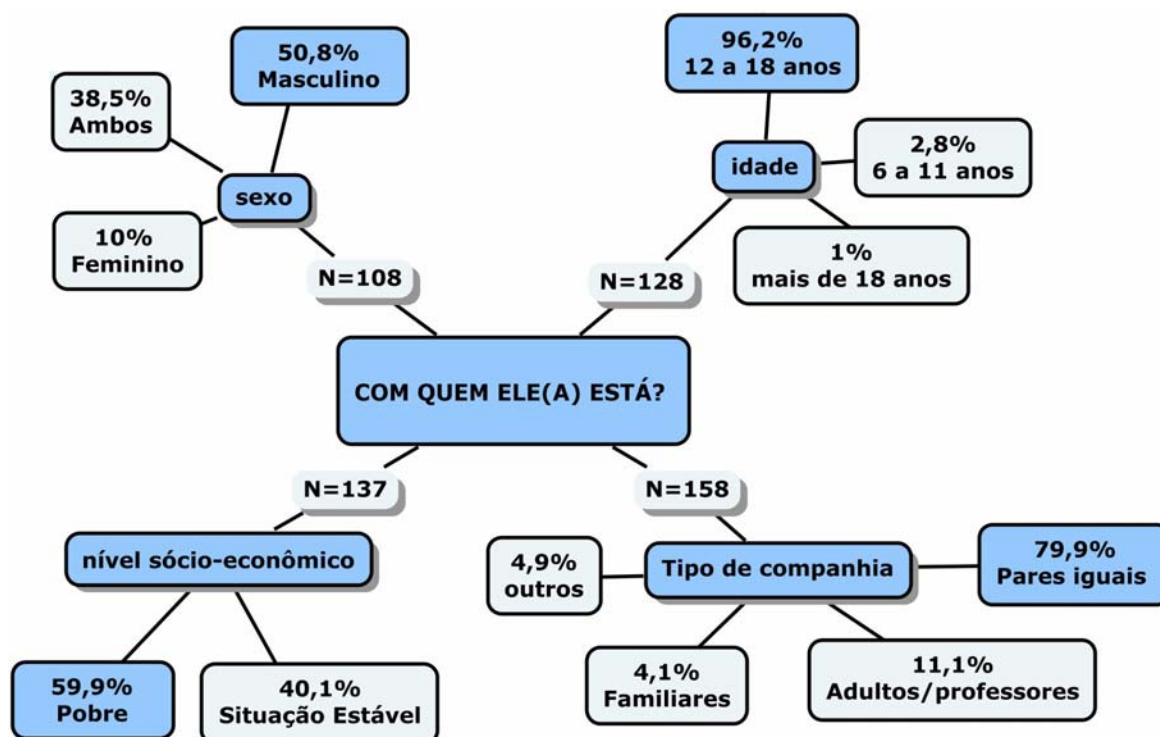 50,8%
Masculino
38,5%
Ambos
sexo
10%
Feminino
N=108
96,2%
12 a 18 anos
idade
2,8%
6 a 11 anos
1%
mais de 18 anos
N=128
COM QUEM ELE(A) ESTÁ?
N=137
nível sócio-econômico
59,9%
Pobre
40,1%
Situação Estável
N=158
Tipo de companhia
4,9%
outros
79,9%
Pares iguais
4,1%
Familiares
11,1%
Adultos/professores